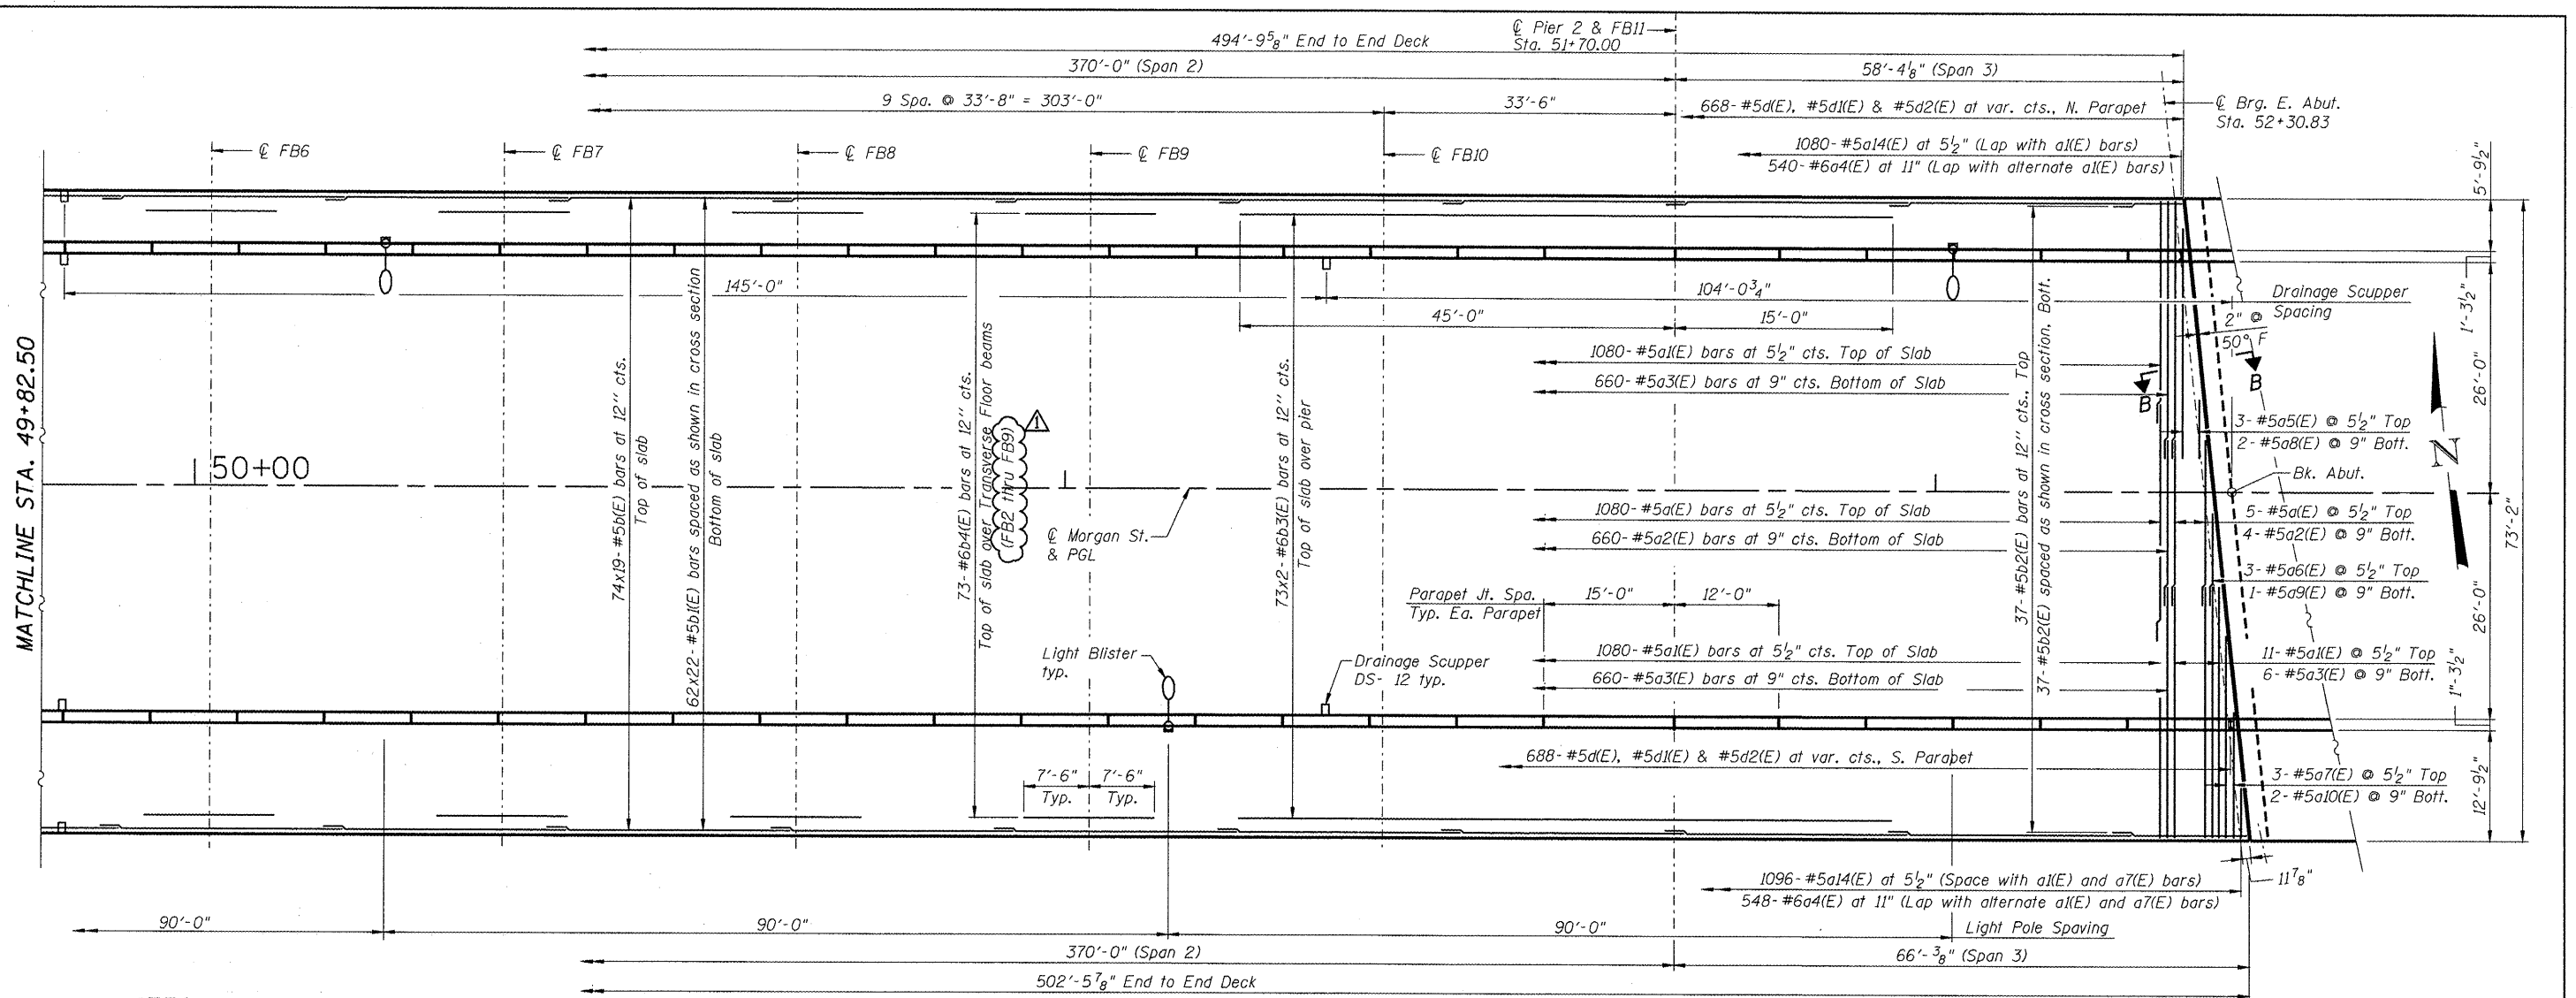 ℄ Pier 2 & FB11
Sta. 51+70.00
494'-9⅝" End to End Deck
370'-0" (Span 2)
58'-4⅛" (Span 3)
9 Spa. @ 33'-8" = 303'-0"
33'-6"
668-#5d(E), #5d1(E) & #5d2(E) at var. cts., N. Parapet
℄ Brg. E. Abut.
Sta. 52+30.83
1080-#5a14(E) at 5½" (Lap with a1(E) bars)
540-#6a4(E) at 11" (Lap with alternate a1(E) bars)
℄ FB6
℄ FB7
℄ FB8
℄ FB9
℄ FB10
5'-9½"
145'-0"
104'-0¾"
Drainage Scupper
Spacing
45'-0"
15'-0"
2" @
50° F
1'-3½"
MATCHLINE STA. 49+82.50
74x19-#5b(E) bars at 12" cts.
Top of slab
62x22-#5b1(E) bars spaced as shown in cross section
Bottom of slab
73-#6b4(E) bars at 12" cts.
Top of slab over Transverse Floor beams
(FB2 thru FB9)
1
73x2-#6b3(E) bars at 12" cts.
Top of slab over pier
37-#5b2(E) bars at 12" cts., Top
37-#5b2(E) spaced as shown in cross section, Bott.
1080-#5a1(E) bars at 5½" cts. Top of Slab
660-#5a3(E) bars at 9" cts. Bottom of Slab
B
B
26'-0"
3-#5a5(E) @ 5½" Top
2-#5a8(E) @ 9" Bott.
N
50+00
Bk. Abut.
℄ Morgan St.
& PGL
1080-#5a(E) bars at 5½" cts. Top of Slab
660-#5a2(E) bars at 9" cts. Bottom of Slab
5-#5a(E) @ 5½" Top
4-#5a2(E) @ 9" Bott.
73'-2"
3-#5a6(E) @ 5½" Top
1-#5a9(E) @ 9" Bott.
Parapet Jt. Spa.
Typ. Ea. Parapet
15'-0"
12'-0"
26'-0"
Light Blister
typ.
Drainage Scupper
DS- 12 typ.
1080-#5a1(E) bars at 5½" cts. Top of Slab
660-#5a3(E) bars at 9" cts. Bottom of Slab
11-#5a1(E) @ 5½" Top
6-#5a3(E) @ 9" Bott.
1'-3½"
688-#5d(E), #5d1(E) & #5d2(E) at var. cts., S. Parapet
7'-6"
Typ.
7'-6"
Typ.
3-#5a7(E) @ 5½" Top
2-#5a10(E) @ 9" Bott.
12'-9½"
1096-#5a14(E) at 5½" (Space with a1(E) and a7(E) bars)
548-#6a4(E) at 11" (Lap with alternate a1(E) and a7(E) bars)
11⅞"
90'-0"
90'-0"
90'-0"
Light Pole Spaving
370'-0" (Span 2)
66'-⅜" (Span 3)
502'-5⅞" End to End Deck